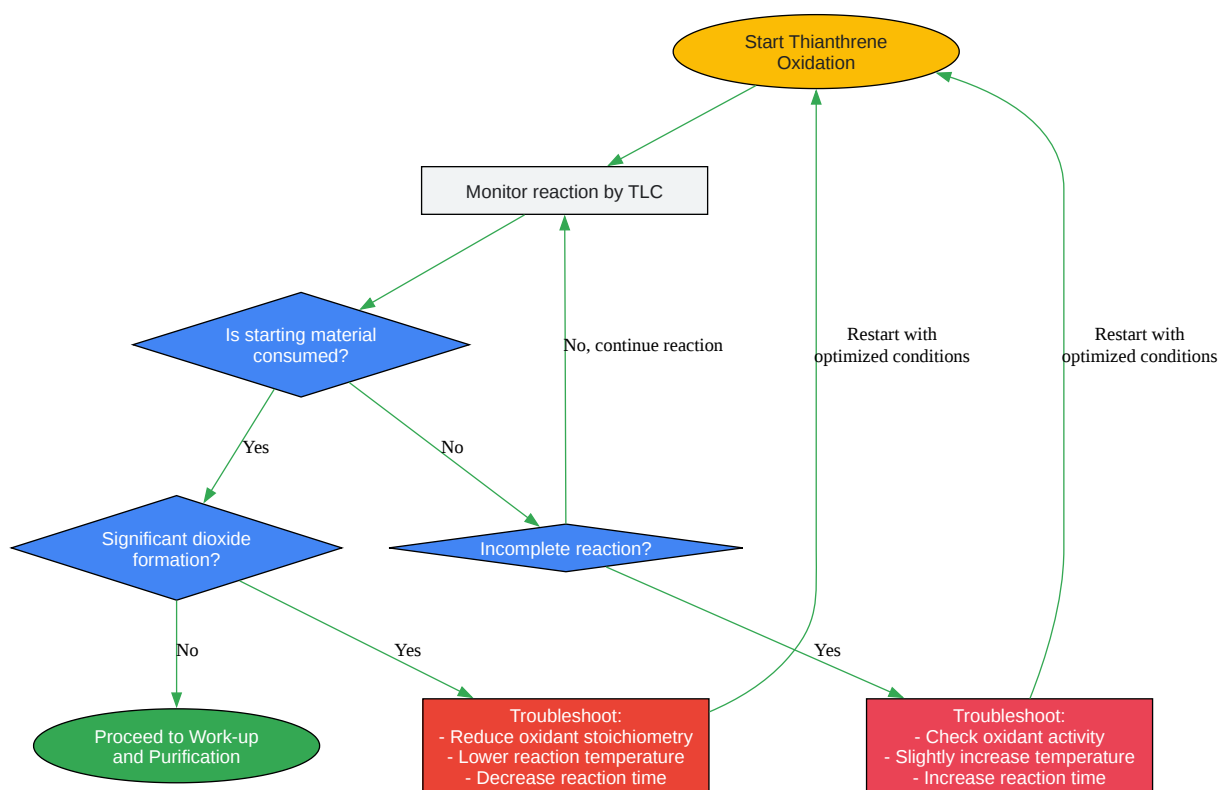 Start Thianthrene
Oxidation
Monitor reaction by TLC
Is starting material
consumed?
No, continue reaction
Restart with
optimized conditions
Restart with
optimized conditions
Yes
No
Significant dioxide
formation?
Incomplete reaction?
No
Yes
Yes
Proceed to Work-up
and Purification
Troubleshoot:
- Reduce oxidant stoichiometry
- Lower reaction temperature
- Decrease reaction time
Troubleshoot:
- Check oxidant activity
- Slightly increase temperature
- Increase reaction time